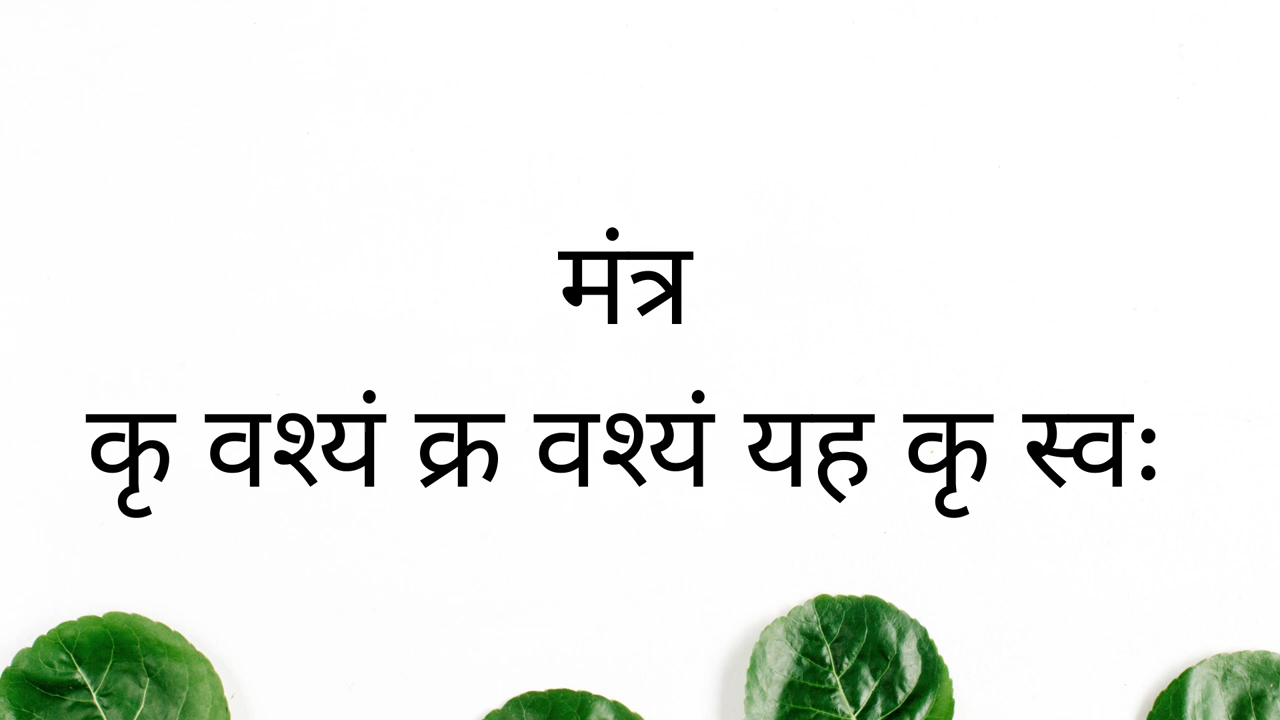 मंत्र
कृ वश्यं क्र वश्यं यह कृ स्वः